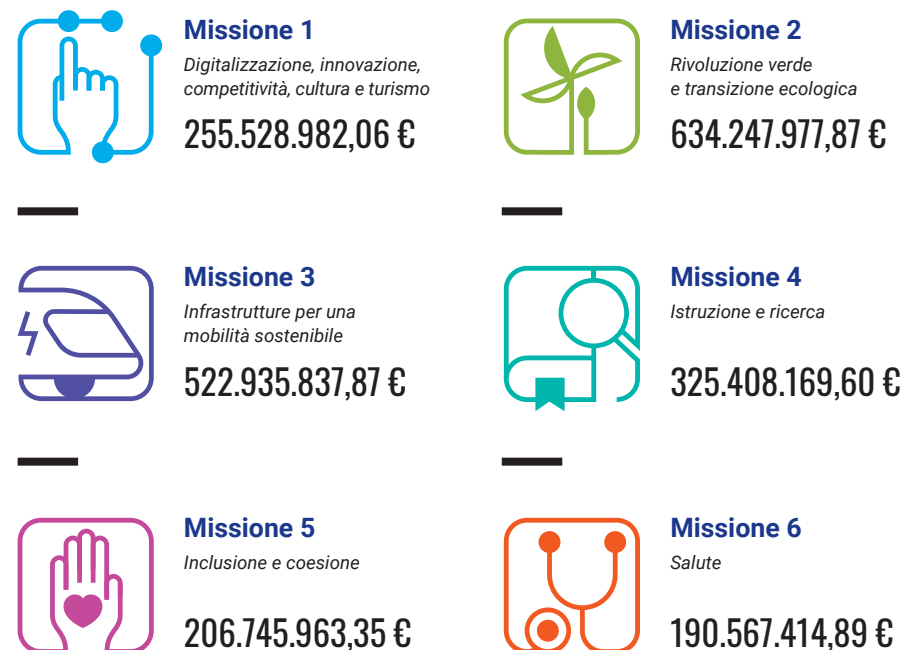 Missione 1
Digitalizzazione, innovazione,
competitività, cultura e turismo
255.528.982,06 €
Missione 2
Rivoluzione verde
e transizione ecologica
634.247.977,87 €
Missione 3
Infrastrutture per una
mobilità sostenibile
522.935.837,87 €
Missione 4
Istruzione e ricerca
325.408.169,60 €
Missione 5
Inclusione e coesione
206.745.963,35 €
Missione 6
Salute
190.567.414,89 €